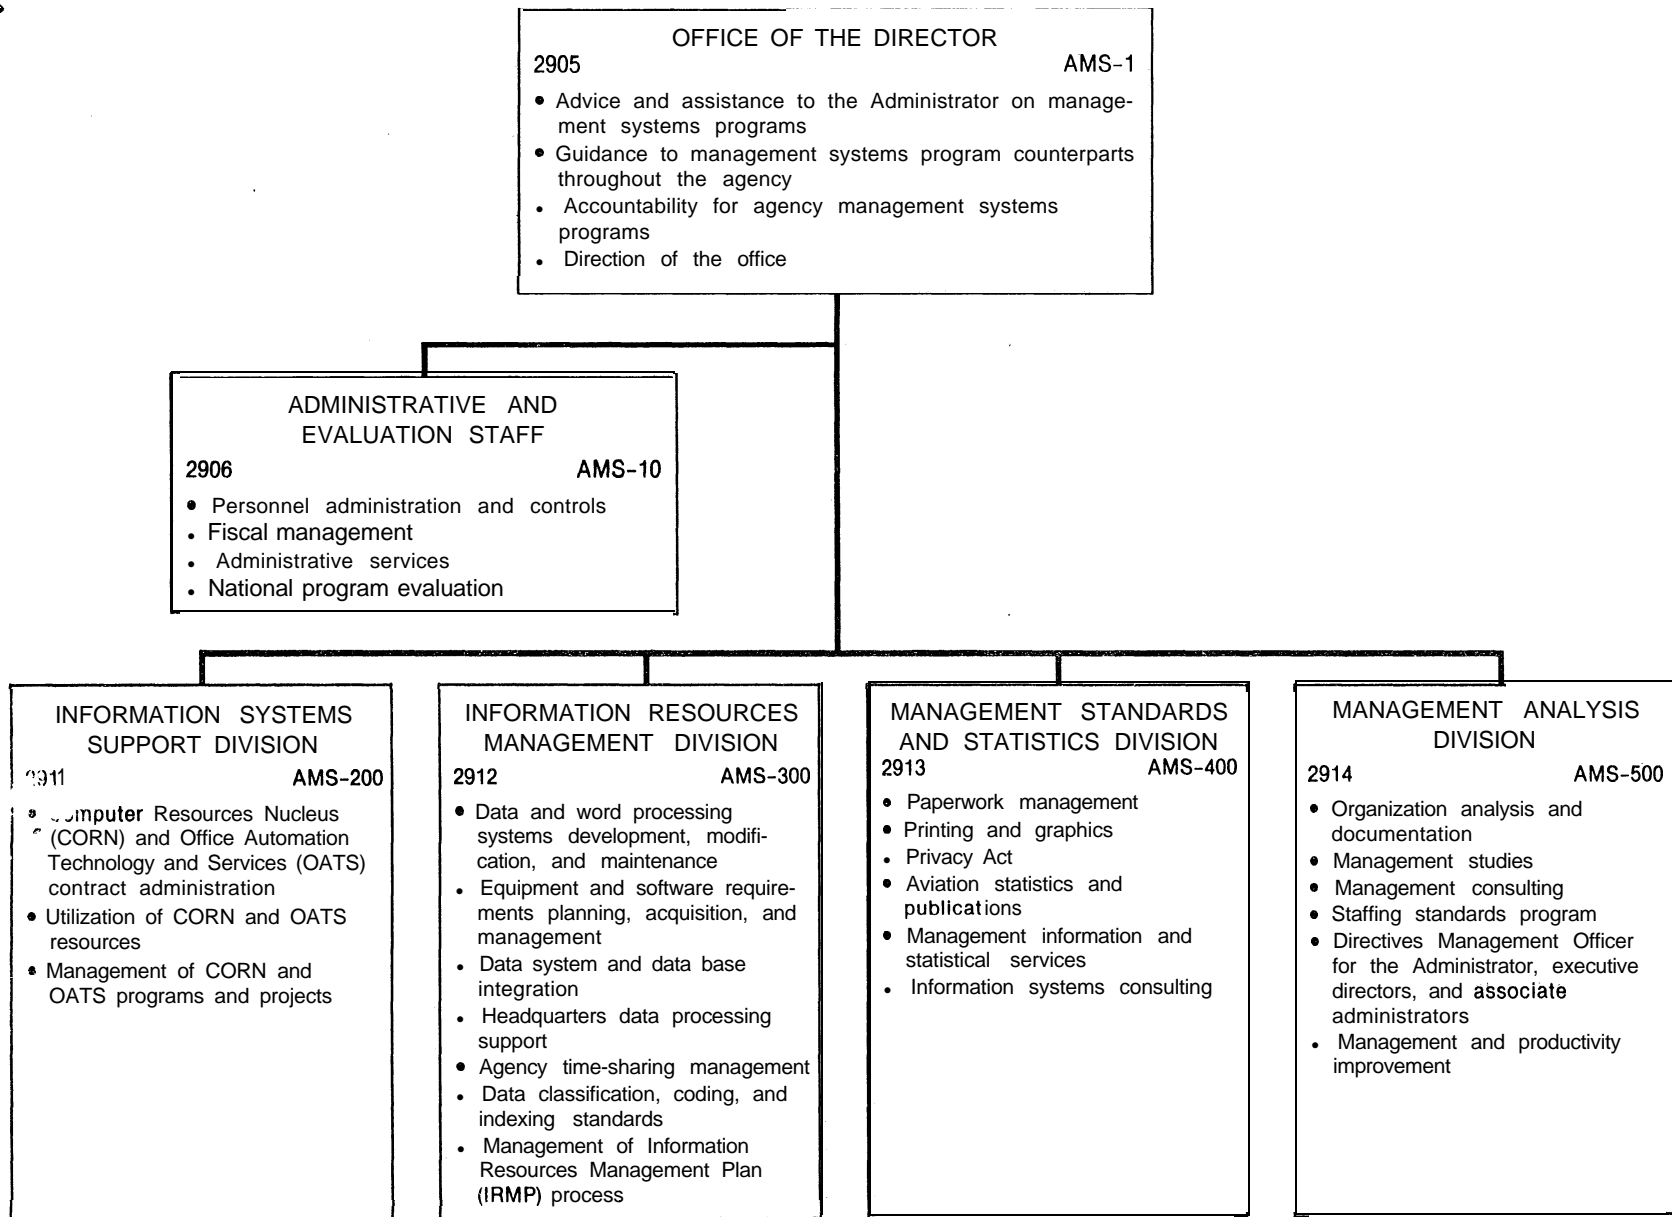 OFFICE OF THE DIRECTOR
2905 AMS-1
• Advice and assistance to the Administrator on manage-
ment systems programs
• Guidance to management systems program counterparts
throughout the agency
• Accountability for agency management systems
programs
• Direction of the office
ADMINISTRATIVE AND
EVALUATION STAFF
2906 AMS-10
• Personnel administration and controls
• Fiscal management
• Administrative services
• National program evaluation
INFORMATION SYSTEMS
SUPPORT DIVISION
AMS-200
• Resources Nucleus
(CORN) and Office Automation
Technology and Services (OATS)
contract administration
• Utilization of CORN and OATS
resources
• Management of CORN and
OATS programs and projects
INFORMATION RESOURCES
MANAGEMENT DIVISION
2912 AMS-300
• Data and word processing
systems development, modifi-
cation, and maintenance
• Equipment and software require-
ments planning, acquisition, and
management
• Data system and data base
integration
• Headquarters data processing
support
• Agency time-sharing management
• Data classification, coding, and
indexing standards
• Management of Information
Resources Management Plan
(IRMP) process
MANAGEMENT STANDARDS
AND STATISTICS DIVISION
2913 AMS-400
• Paperwork management
• Printing and graphics
• Privacy Act
• Aviation statistics and
publications
• Management information and
statistical services
• Information systems consulting
MANAGEMENT ANALYSIS
DIVISION
2914 AMS-500
• Organization analysis and
documentation
• Management studies
• Management consulting
• Staffing standards program
• Directives Management Officer
for the Administrator, executive
directors, and associate
administrators
• Management and productivity
improvement